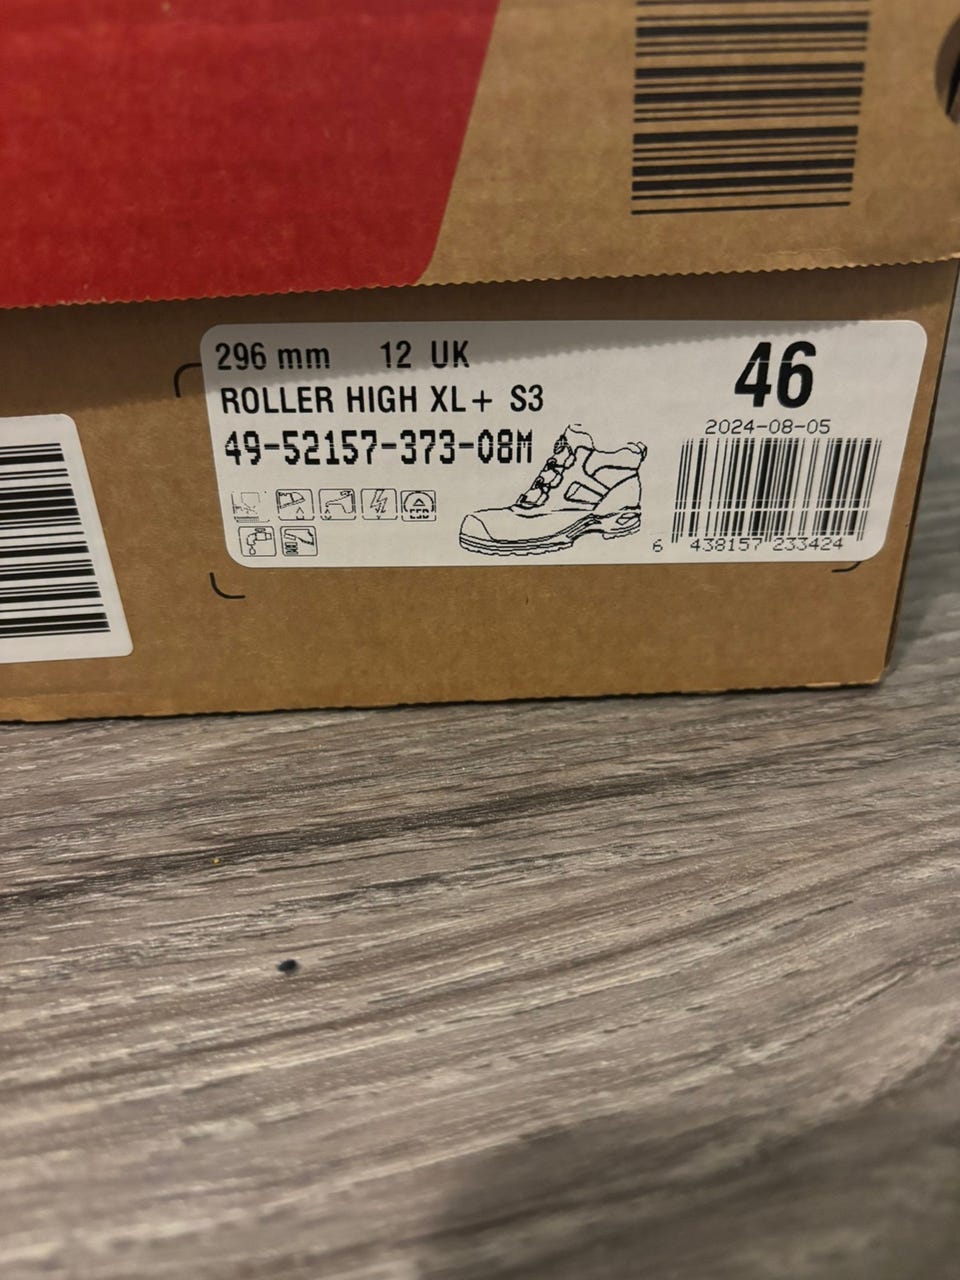 296 mm 12 UK
46
ROLLER HIGH XL+ S3
2024-08-05
49-52157-373-08M
ESD
6 438157 233424